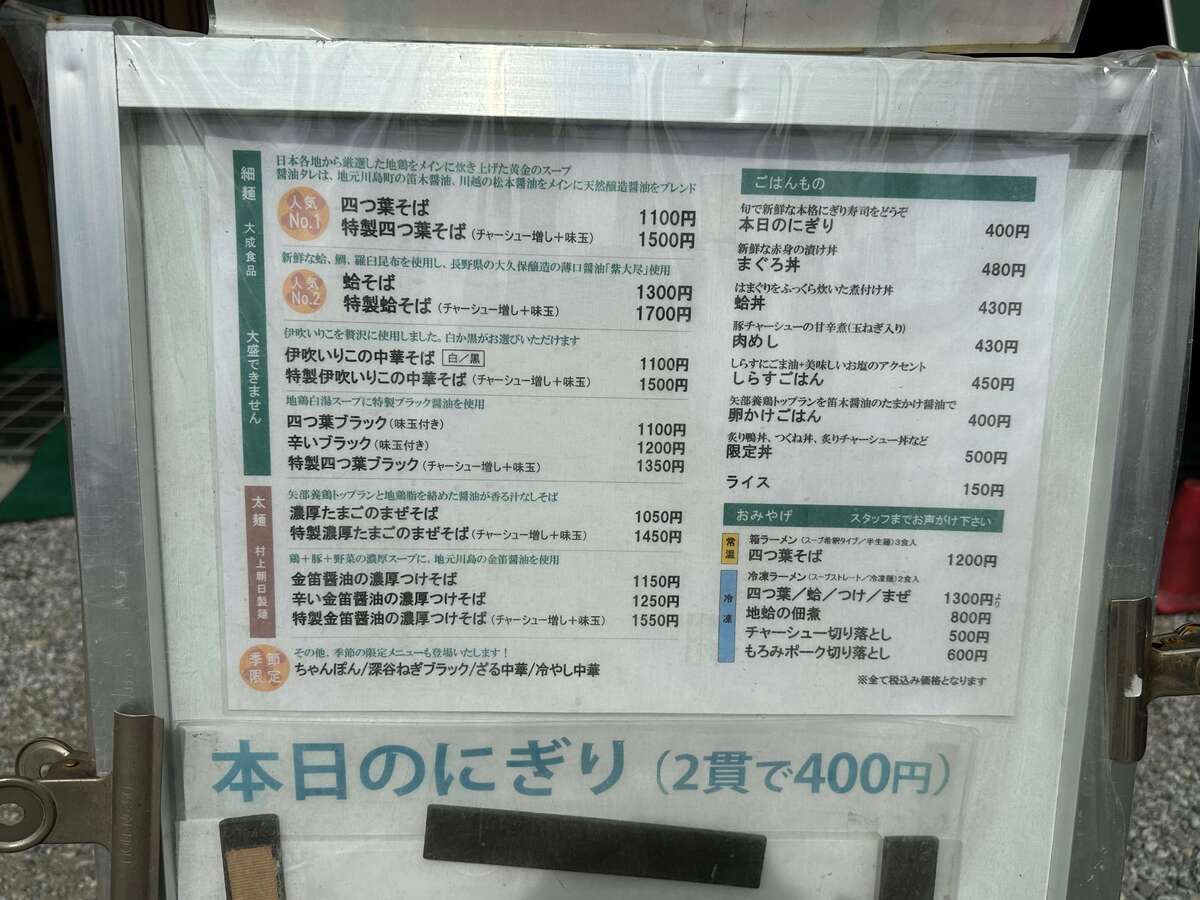 細麺 大成食品 大盛できません
日本各地から厳選した地鶏をメインに炊き上げた黄金のスープ
醤油タレは、地元川島町の笛木醤油、川越の松本醤油をメインに天然醸造醤油をブレンド
人気 No.1
四つ葉そば 1100円
特製四つ葉そば(チャーシュー増し+味玉) 1500円
新鮮な蛤、鯛、羅臼昆布を使用し、長野県の大久保醸造の薄口醤油「紫大尽」使用
人気 No.2
蛤そば 1300円
特製蛤そば(チャーシュー増し+味玉) 1700円
伊吹いりこを贅沢に使用しました。白か黒がお選びいただけます
伊吹いりこの中華そば 白/黒 1100円
特製伊吹いりこの中華そば(チャーシュー増し+味玉) 1500円
地鶏白湯スープに特製ブラック醤油を使用
四つ葉ブラック(味玉付き) 1100円
辛いブラック(味玉付き) 1200円
特製四つ葉ブラック(チャーシュー増し+味玉) 1350円
太麺 村上朝日製麺
矢部養鶏トップランと地鶏脂を絡めた醤油が香る汁なしそば
濃厚たまごのまぜそば 1050円
特製濃厚たまごのまぜそば(チャーシュー増し+味玉) 1450円
鶏+豚+野菜の濃厚スープに、地元川島の金笛醤油を使用
金笛醤油の濃厚つけそば 1150円
辛い金笛醤油の濃厚つけそば 1250円
特製金笛醤油の濃厚つけそば(チャーシュー増し+味玉) 1550円
季節限定
その他、季節の限定メニューも登場いたします!
ちゃんぽん/深谷ねぎブラック/ざる中華/冷やし中華
ごはんもの
旬で新鮮な本格にぎり寿司をどうぞ
本日のにぎり 400円
新鮮な赤身の漬け丼
まぐろ丼 480円
はまぐりをふっくら炊いた煮付け丼
蛤丼 430円
豚チャーシューの甘辛煮(玉ねぎ入り)
肉めし 430円
しらすにごま油+美味しいお塩のアクセント
しらすごはん 450円
矢部養鶏トップランを笛木醤油のたまかけ醤油で
卵かけごはん 400円
炙り鴨丼、つくね丼、炙りチャーシュー丼など
限定丼 500円
ライス 150円
おみやげ スタッフまでお声がけ下さい
常温
箱ラーメン(スープ希釈タイプ/半生麺)3食入
四つ葉そば 1200円
冷凍
冷凍ラーメン(スープストレート/冷凍麺)2食入
四つ葉/蛤/つけ/まぜ 1300円より
地蛤の佃煮 800円
チャーシュー切り落とし 500円
もろみポーク切り落とし 600円
※全て税込み価格となります
本日のにぎり(2貫で400円)